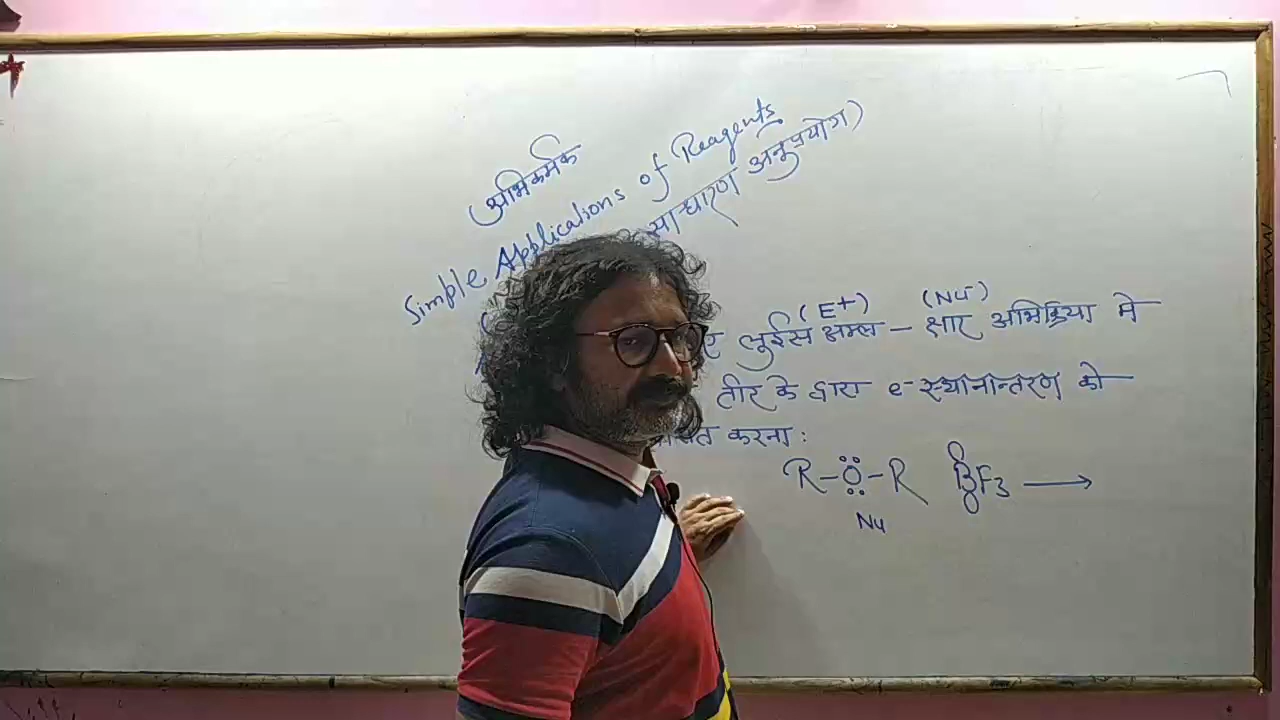 अभिकर्मक
Simple Applications of Reagents
साधारण अनुप्रयोग)
(E+) (Nu-)
लुईस अम्ल – क्षार अभिक्रिया मे
तीर के द्वारा e-स्थानान्तरण को
करना:
R-O-R BF3 →
Nu